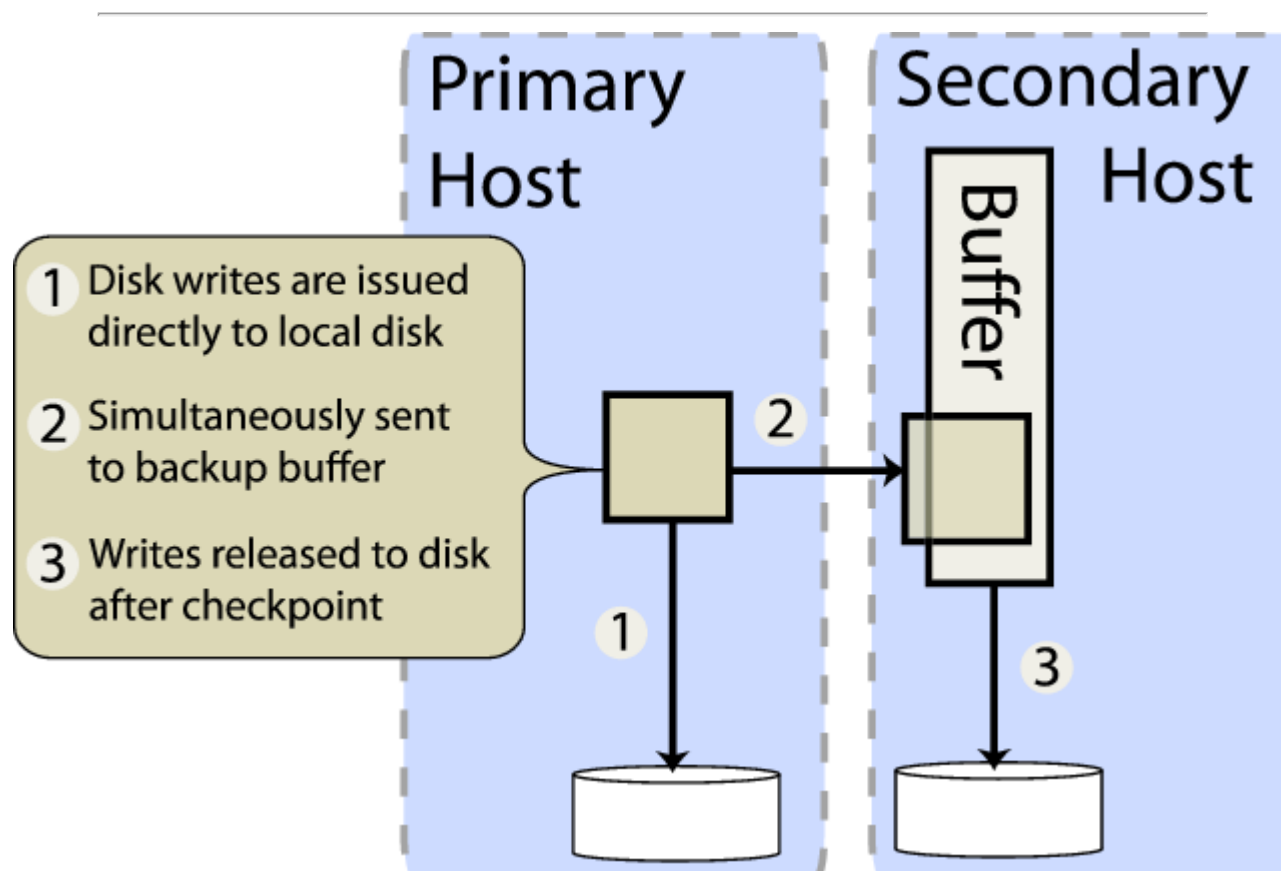 Primary
Host
Secondary
Host
Buffer
1 Disk writes are issued
directly to local disk
2 Simultaneously sent
to backup buffer
3 Writes released to disk
after checkpoint
2
1
3